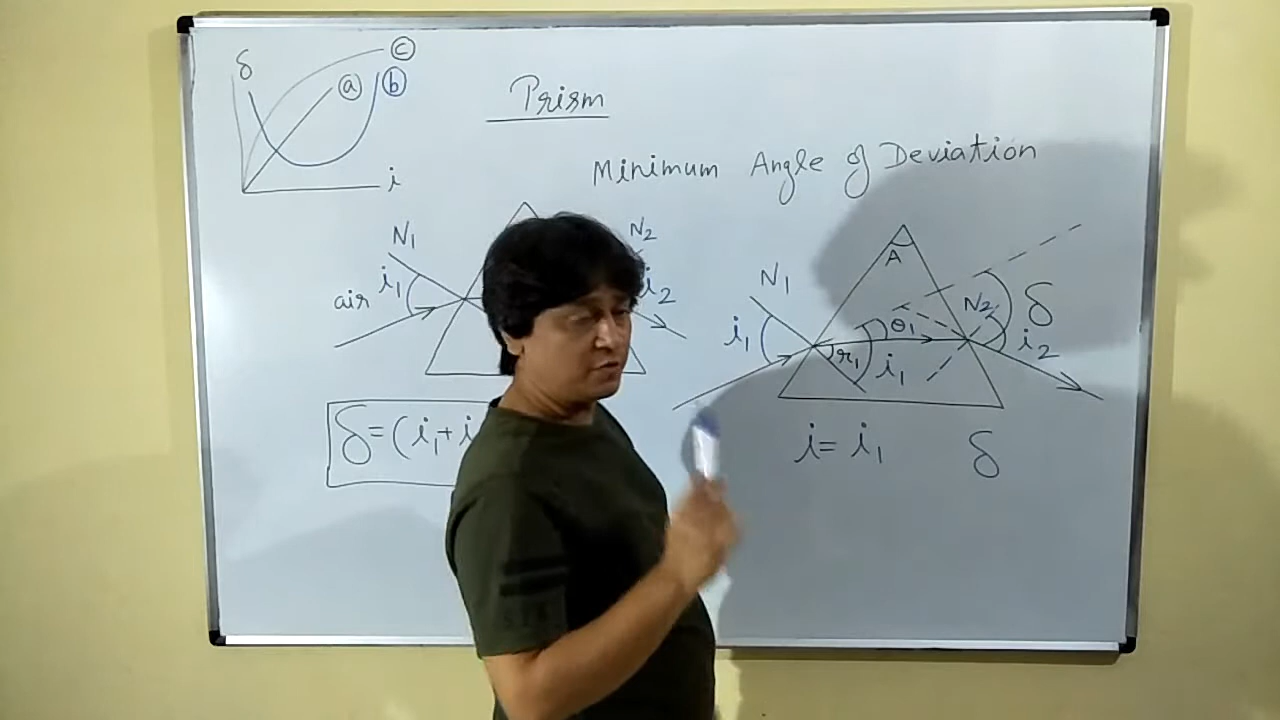 δ
ⓒ
ⓐ
ⓑ
i
Prism
Minimum Angle of Deviation
N₁
i₁
air
N₂
i₂
δ=(i₁+i
A
N₁
i₁
r₁
θ₁
i₁
N₂
δ
i₂
i= i₁
δ